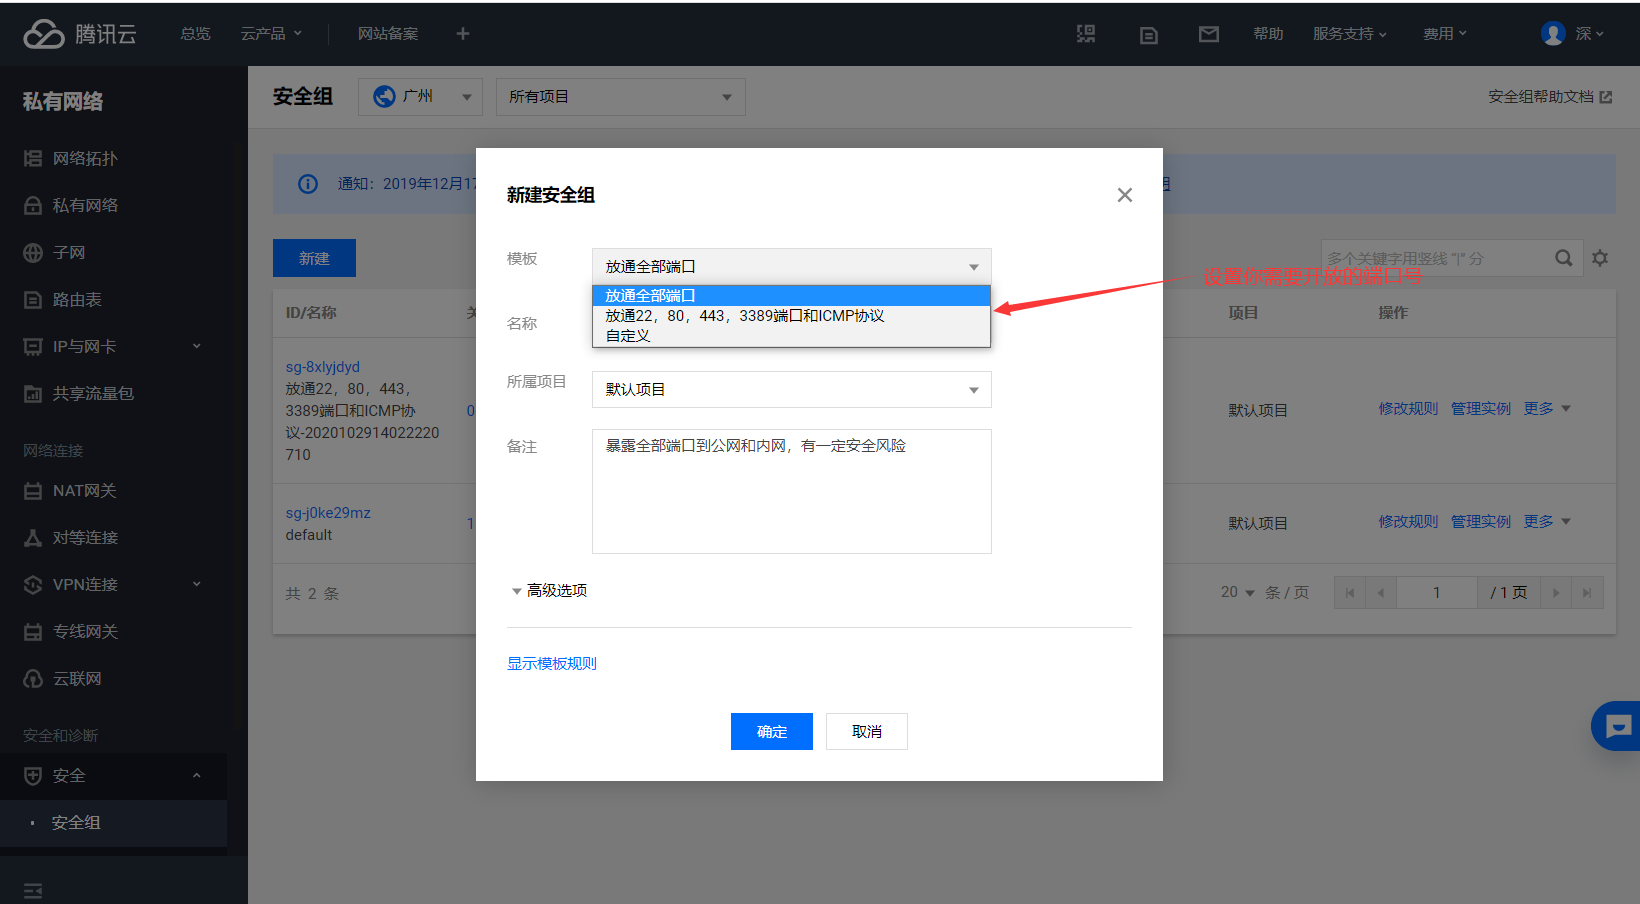 腾讯云
总览
云产品
网站备案
帮助
服务支持
费用
深
私有网络
网络拓扑
私有网络
子网
路由表
IP与网卡
共享流量包
网络连接
NAT网关
对等连接
VPN连接
专线网关
云联网
安全和诊断
安全
安全组
安全组
广州
所有项目
安全组帮助文档
通知：2019年12月17
新建
多个关键字用竖线 "|" 分
设置你需要开放的端口号
ID/名称
项目
操作
sg-8xlyjdyd
放通22，80，443，
3389端口和ICMP协
议-2020102914022220
710
0
默认项目
修改规则
管理实例
更多
sg-j0ke29mz
default
1
默认项目
修改规则
管理实例
更多
共 2 条
20
条 / 页
1
/ 1 页
新建安全组
模板
放通全部端口
放通全部端口
放通22，80，443，3389端口和ICMP协议
自定义
名称
所属项目
默认项目
备注
暴露全部端口到公网和内网，有一定安全风险
高级选项
显示模板规则
确定
取消